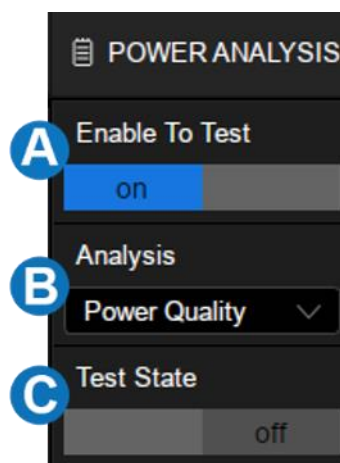 POWER ANALYSIS
A
Enable To Test
on
B
Analysis
Power Quality
C
Test State
off